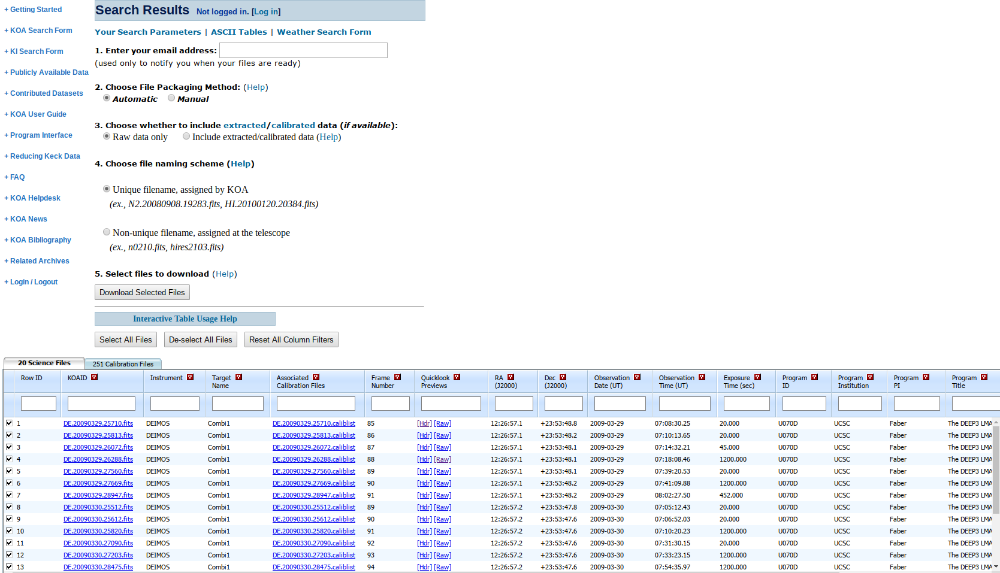 + Getting Started
+ KOA Search Form
+ KI Search Form
+ Publicly Available Data
+ Contributed Datasets
+ KOA User Guide
+ Program Interface
+ Reducing Keck Data
+ FAQ
+ KOA Helpdesk
+ KOA News
+ KOA Bibliography
+ Related Archives
+ Login / Logout
Search Results Not logged in. [Log in]
Your Search Parameters | ASCII Tables | Weather Search Form
1. Enter your email address:
(used only to notify you when your files are ready)
2. Choose File Packaging Method: (Help)
Automatic Manual
3. Choose whether to include extracted/calibrated data (if available):
Raw data only Include extracted/calibrated data (Help)
4. Choose file naming scheme (Help)
Unique filename, assigned by KOA
(ex., N2.20080908.19283.fits, HI.20100120.20384.fits)
Non-unique filename, assigned at the telescope
(ex., n0210.fits, hires2103.fits)
5. Select files to download (Help)
Download Selected Files
Interactive Table Usage Help
Select All Files De-select All Files Reset All Column Filters
20 Science Files 251 Calibration Files
Row ID KOAID ? Instrument ? Target ? Associated ? Frame ? Quicklook ? RA ? Dec ? Observation ? Observation ? Exposure ? Program ? Program ? Program ? Program ?
Name Calibration Files Number Previews (J2000) (J2000) Date (UT) Time (UT) Time (sec) ID Institution PI Title
1 DE.20090329.25710.fits DEIMOS Combi1 DE.20090329.25710.caliblist 85 [Hdr] [Raw] 12:26:57.1 +23:53:48.8 2009-03-29 07:08:30.25 20.000 U070D UCSC Faber The DEEP3 LMA
2 DE.20090329.25813.fits DEIMOS Combi1 DE.20090329.25813.caliblist 86 [Hdr] [Raw] 12:26:57.1 +23:53:48.2 2009-03-29 07:10:13.65 20.000 U070D UCSC Faber The DEEP3 LMA
3 DE.20090329.26072.fits DEIMOS Combi1 DE.20090329.26072.caliblist 87 [Hdr] [Raw] 12:26:57.1 +23:53:48.1 2009-03-29 07:14:32.21 45.000 U070D UCSC Faber The DEEP3 LMA
4 DE.20090329.26288.fits DEIMOS Combi1 DE.20090329.26288.caliblist 88 [Hdr] [Raw] 12:26:57.1 +23:53:48.1 2009-03-29 07:18:08.46 1200.000 U070D UCSC Faber The DEEP3 LMA
5 DE.20090329.27560.fits DEIMOS Combi1 DE.20090329.27560.caliblist 89 [Hdr] [Raw] 12:26:57.1 +23:53:48.1 2009-03-29 07:39:20.53 20.000 U070D UCSC Faber The DEEP3 LMA
6 DE.20090329.27669.fits DEIMOS Combi1 DE.20090329.27669.caliblist 90 [Hdr] [Raw] 12:26:57.1 +23:53:48.2 2009-03-29 07:41:09.88 1200.000 U070D UCSC Faber The DEEP3 LMA
7 DE.20090329.28947.fits DEIMOS Combi1 DE.20090329.28947.caliblist 91 [Hdr] [Raw] 12:26:57.1 +23:53:48.2 2009-03-29 08:02:27.50 452.000 U070D UCSC Faber The DEEP3 LMA
8 DE.20090330.25512.fits DEIMOS Combi1 DE.20090330.25512.caliblist 89 [Hdr] [Raw] 12:26:57.2 +23:53:47.8 2009-03-30 07:05:12.43 20.000 U070D UCSC Faber The DEEP3 LMA
9 DE.20090330.25612.fits DEIMOS Combi1 DE.20090330.25612.caliblist 90 [Hdr] [Raw] 12:26:57.2 +23:53:47.6 2009-03-30 07:06:52.03 20.000 U070D UCSC Faber The DEEP3 LMA
10 DE.20090330.25820.fits DEIMOS Combi1 DE.20090330.25820.caliblist 91 [Hdr] [Raw] 12:26:57.2 +23:53:47.6 2009-03-30 07:10:20.23 1200.000 U070D UCSC Faber The DEEP3 LMA
11 DE.20090330.27090.fits DEIMOS Combi1 DE.20090330.27090.caliblist 92 [Hdr] [Raw] 12:26:57.2 +23:53:47.6 2009-03-30 07:31:30.15 20.000 U070D UCSC Faber The DEEP3 LMA
12 DE.20090330.27203.fits DEIMOS Combi1 DE.20090330.27203.caliblist 93 [Hdr] [Raw] 12:26:57.2 +23:53:47.6 2009-03-30 07:33:23.15 1200.000 U070D UCSC Faber The DEEP3 LMA
13 DE.20090330.28475.fits DEIMOS Combi1 DE.20090330.28475.caliblist 94 [Hdr] [Raw] 12:26:57.2 +23:53:47.6 2009-03-30 07:54:35.97 1200.000 U070D UCSC Faber The DEEP3 LMA